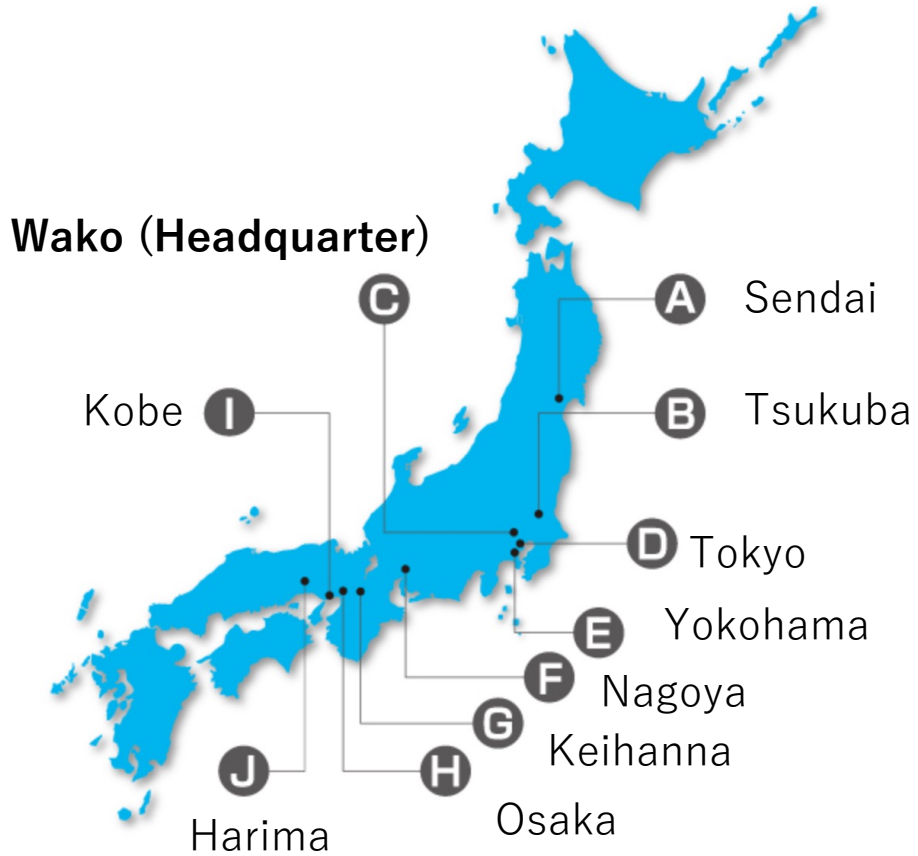 Wako (Headquarter)
C
A Sendai
Kobe I
B Tsukuba
D Tokyo
E Yokohama
F Nagoya
G Keihanna
J Harima
H Osaka